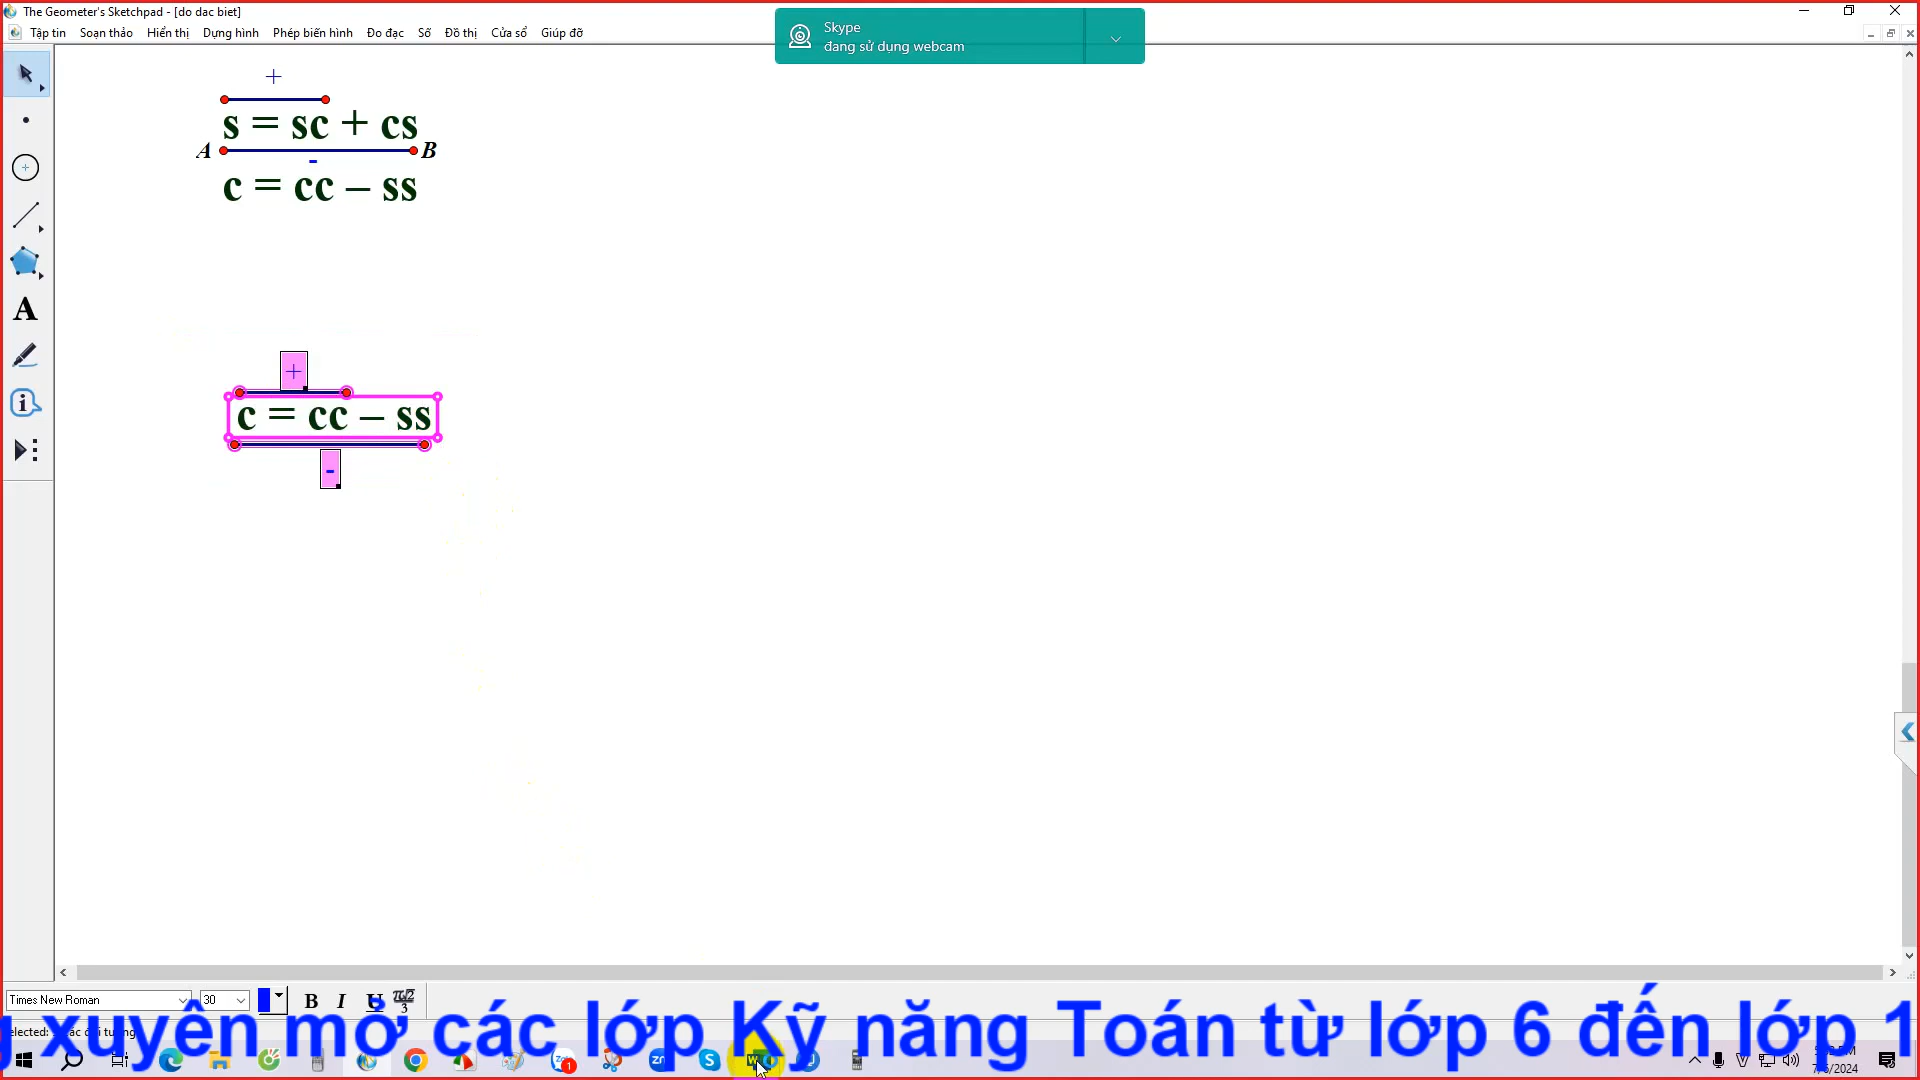 The Geometer's Sketchpad - [do dac biet]
Tập tin Soạn thảo Hiển thị Dựng hình Phép biến hình Đo đạc Số Đồ thị Cửa sổ Giúp đỡ
Skype
đang sử dụng webcam
+
s = sc + cs
A B
-
c = cc – ss
+
c = cc – ss
-
A
Times New Roman 30 B I U
xuyên mở các lớp Kỹ năng Toán từ lớp 6 đến lớp 1